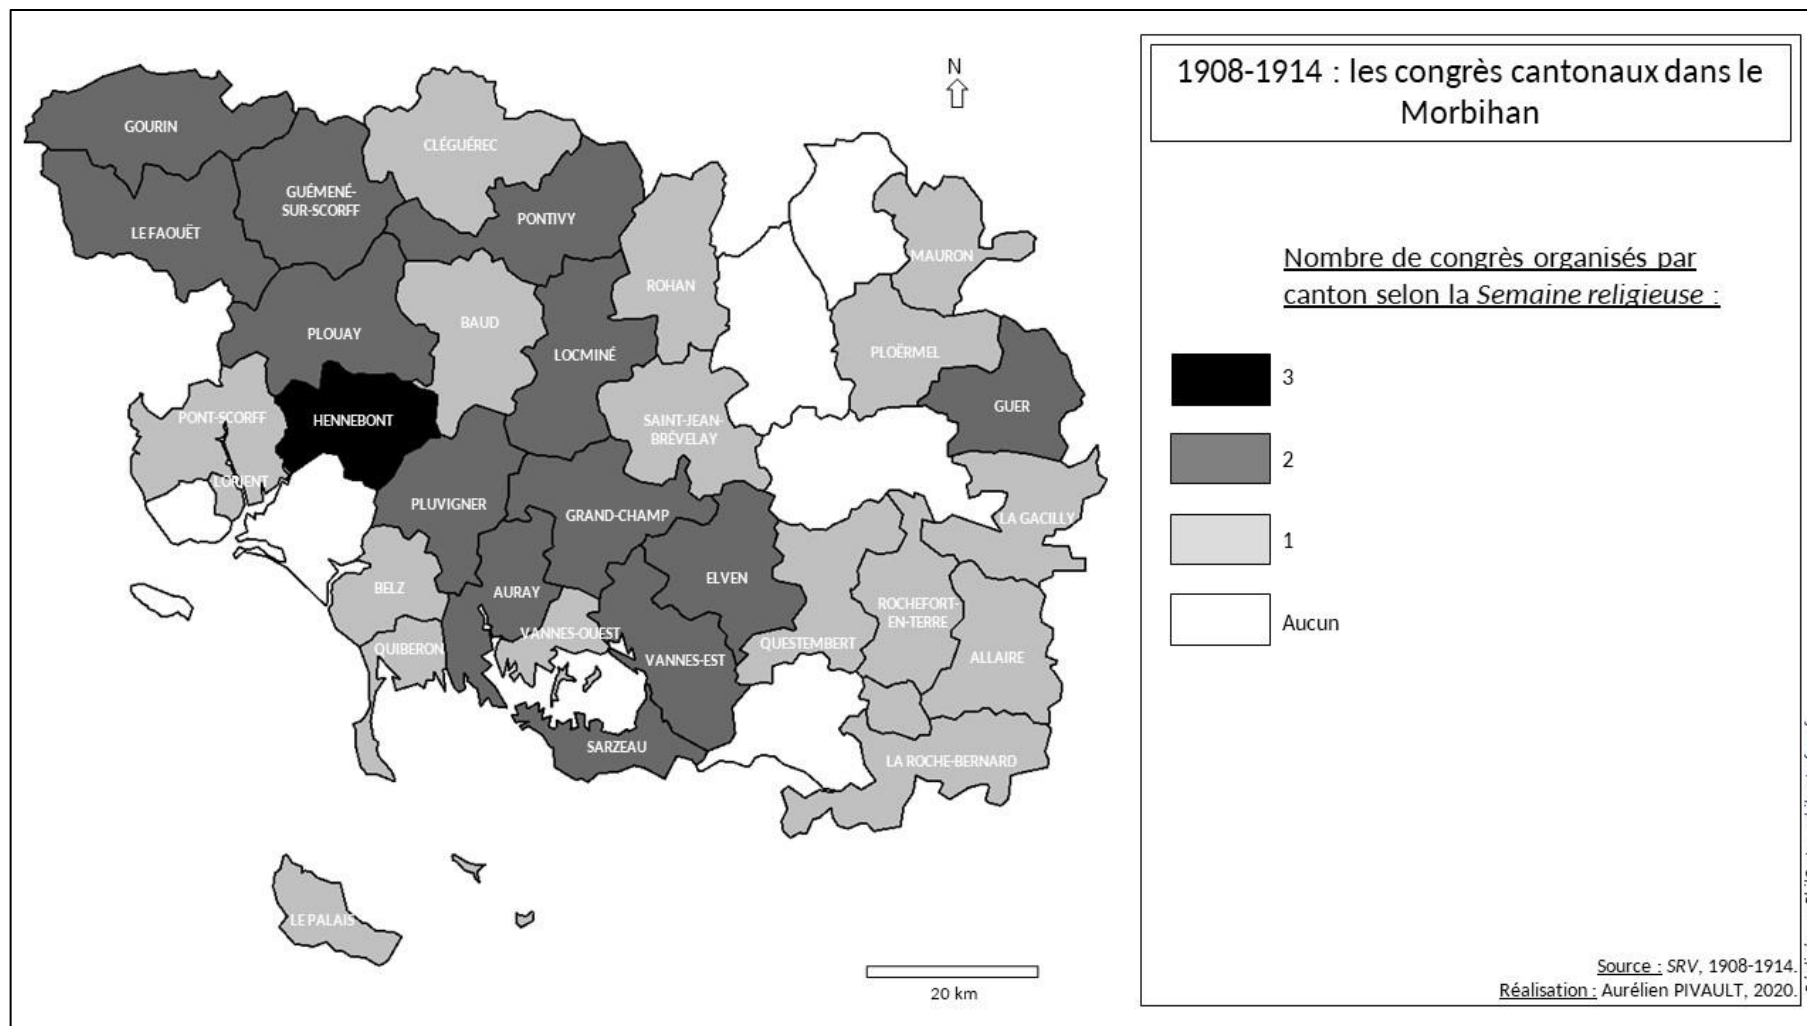 1908-1914 : les congrès cantonaux dans le
Morbihan
Nombre de congrès organisés par
canton selon la Semaine religieuse :
3
2
1
Aucun
Source : SRV, 1908-1914.
Réalisation : Aurélien PIVAULT, 2020.
N
GOURIN
CLÉGUÉREC
GUÉMENÉ-
SUR-SCORFF
LE FAOUËT
PONTIVY
MAURON
ROHAN
BAUD
PLOUAY
LOCMINÉ
PLOËRMEL
GUER
PONT-SCORFF
HENNEBONT
SAINT-JEAN-
BRÉVELAY
LORIENT
PLUVIGNER
GRAND-CHAMP
LA GACILLY
BELZ
AURAY
ELVEN
ROCHEFORT-
EN-TERRE
VANNES-OUEST
QUESTEMBERT
QUIBERON
VANNES-EST
ALLAIRE
SARZEAU
LA ROCHE-BERNARD
LE PALAIS
20 km